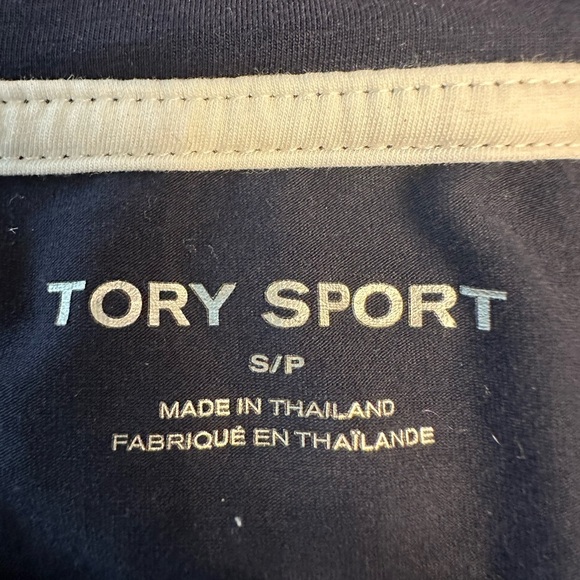 TORY SPORT
S/P
MADE IN THAILAND
FABRIQUÉ EN THAÏLANDE